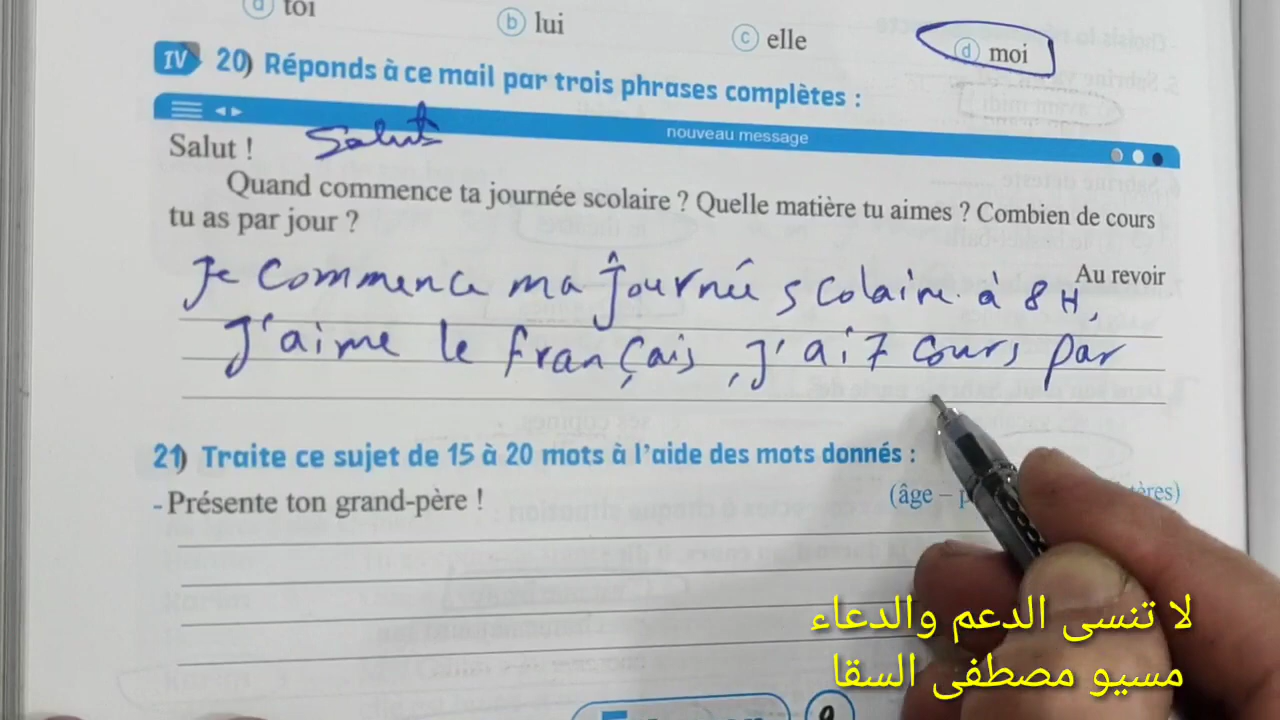 a toi
b lui
c elle
d moi
IV 20) Réponds à ce mail par trois phrases complètes :
nouveau message
Salut ! Salut
Quand commence ta journée scolaire ? Quelle matière tu aimes ? Combien de cours
tu as par jour ?
Au revoir
Je commence ma journée scolaire. à 8 H,
J'aime le français, J'ai 7 cours par
21) Traite ce sujet de 15 à 20 mots à l'aide des mots donnés :
- Présente ton grand-père !
(âge –
لا تنسى الدعم والدعاء
مسيو مصطفى السقا